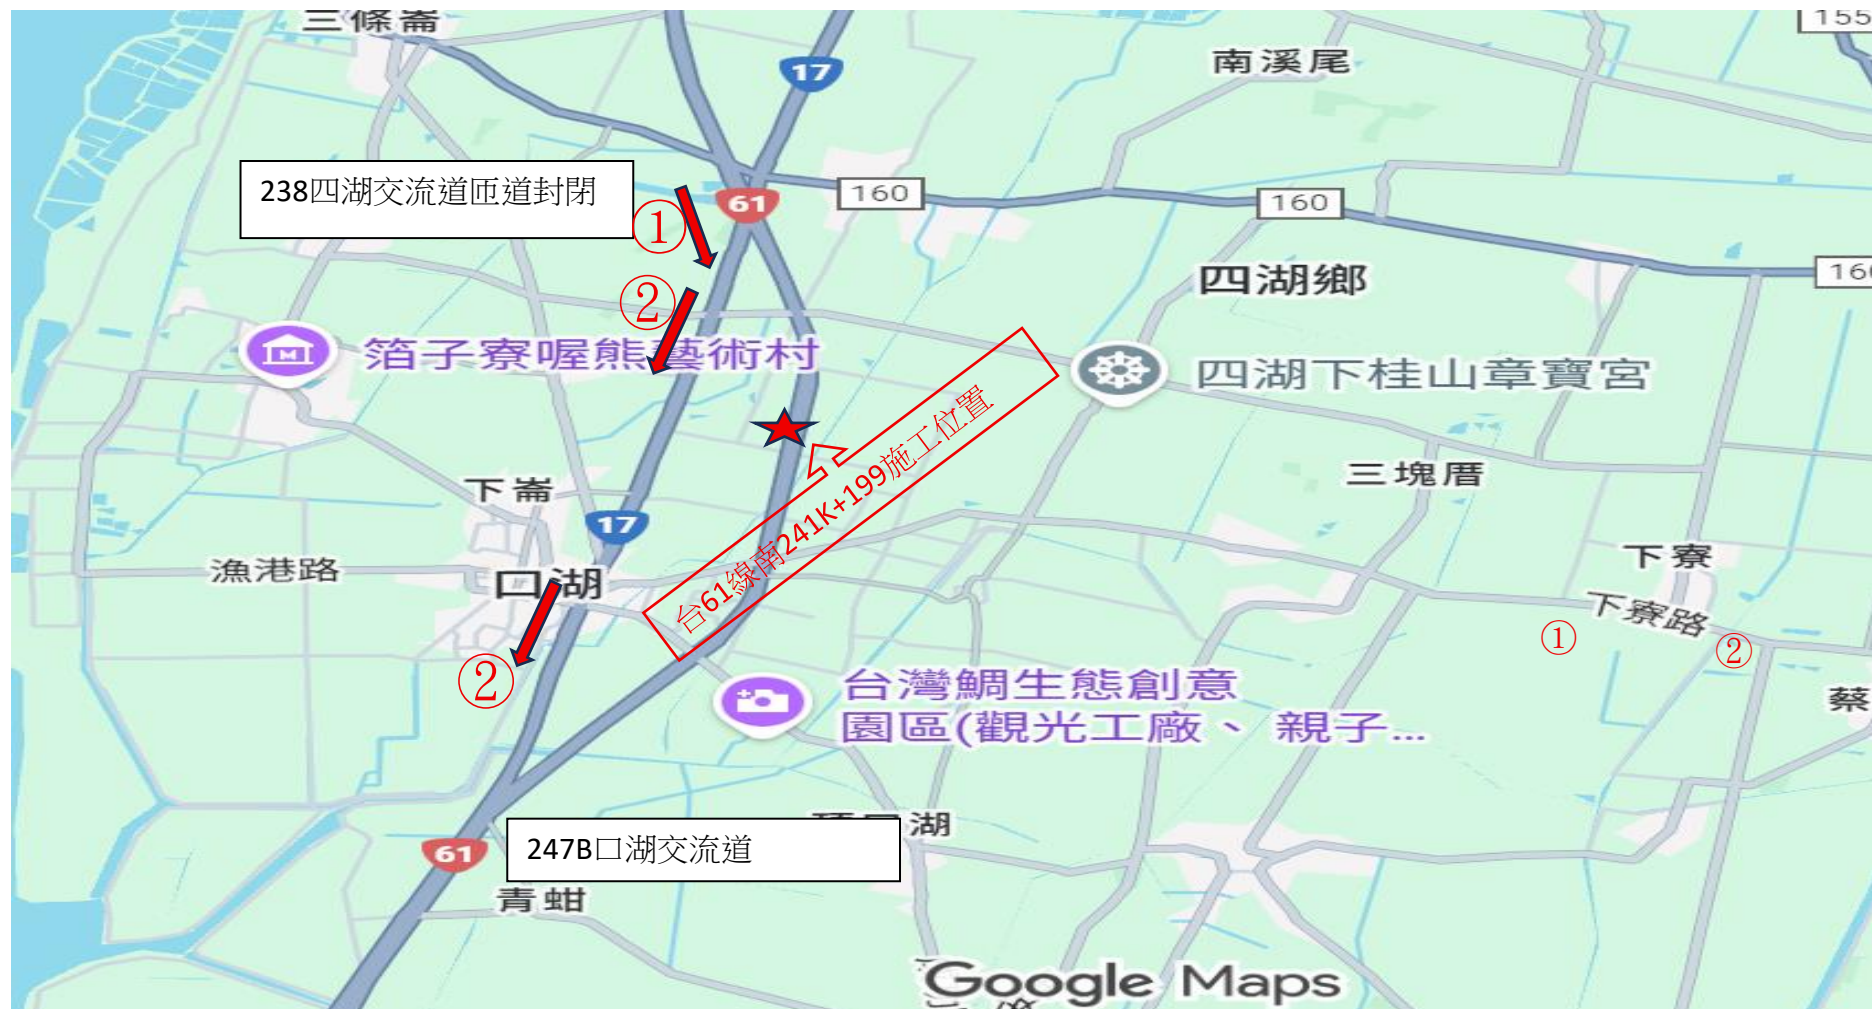 三條崙
155
17
南溪尾
238四湖交流道匝道封閉
①
61
160
160
160
②
四湖鄉
箔子寮喔熊藝術村
四湖下桂山章寶宮
台61線南241K+199施工位置
三塊厝
下崙
17
下寮
漁港路
口湖
下寮路
①
②
②
台灣鯛生態創意
園區(觀光工廠、親子...
蔡
湖
247B口湖交流道
61
青蚶
Google Maps